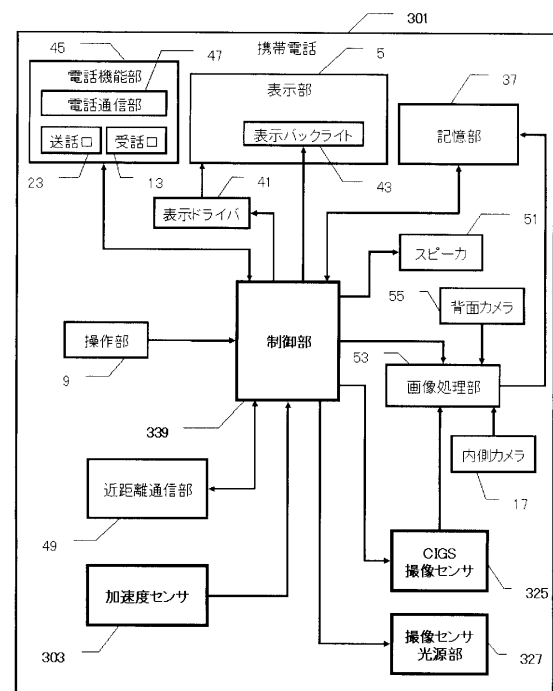 301
携帯電話
45
47
5
37
電話機能部
電話通信部
送話口
受話口
表示部
表示バックライト
記憶部
23
13
41
43
表示ドライバ
51
スピーカ
55
背面カメラ
操作部
制御部
53
画像処理部
9
339
内側カメラ
17
近距離通信部
49
CIGS
撮像センサ
325
加速度センサ
303
撮像センサ
光源部
327